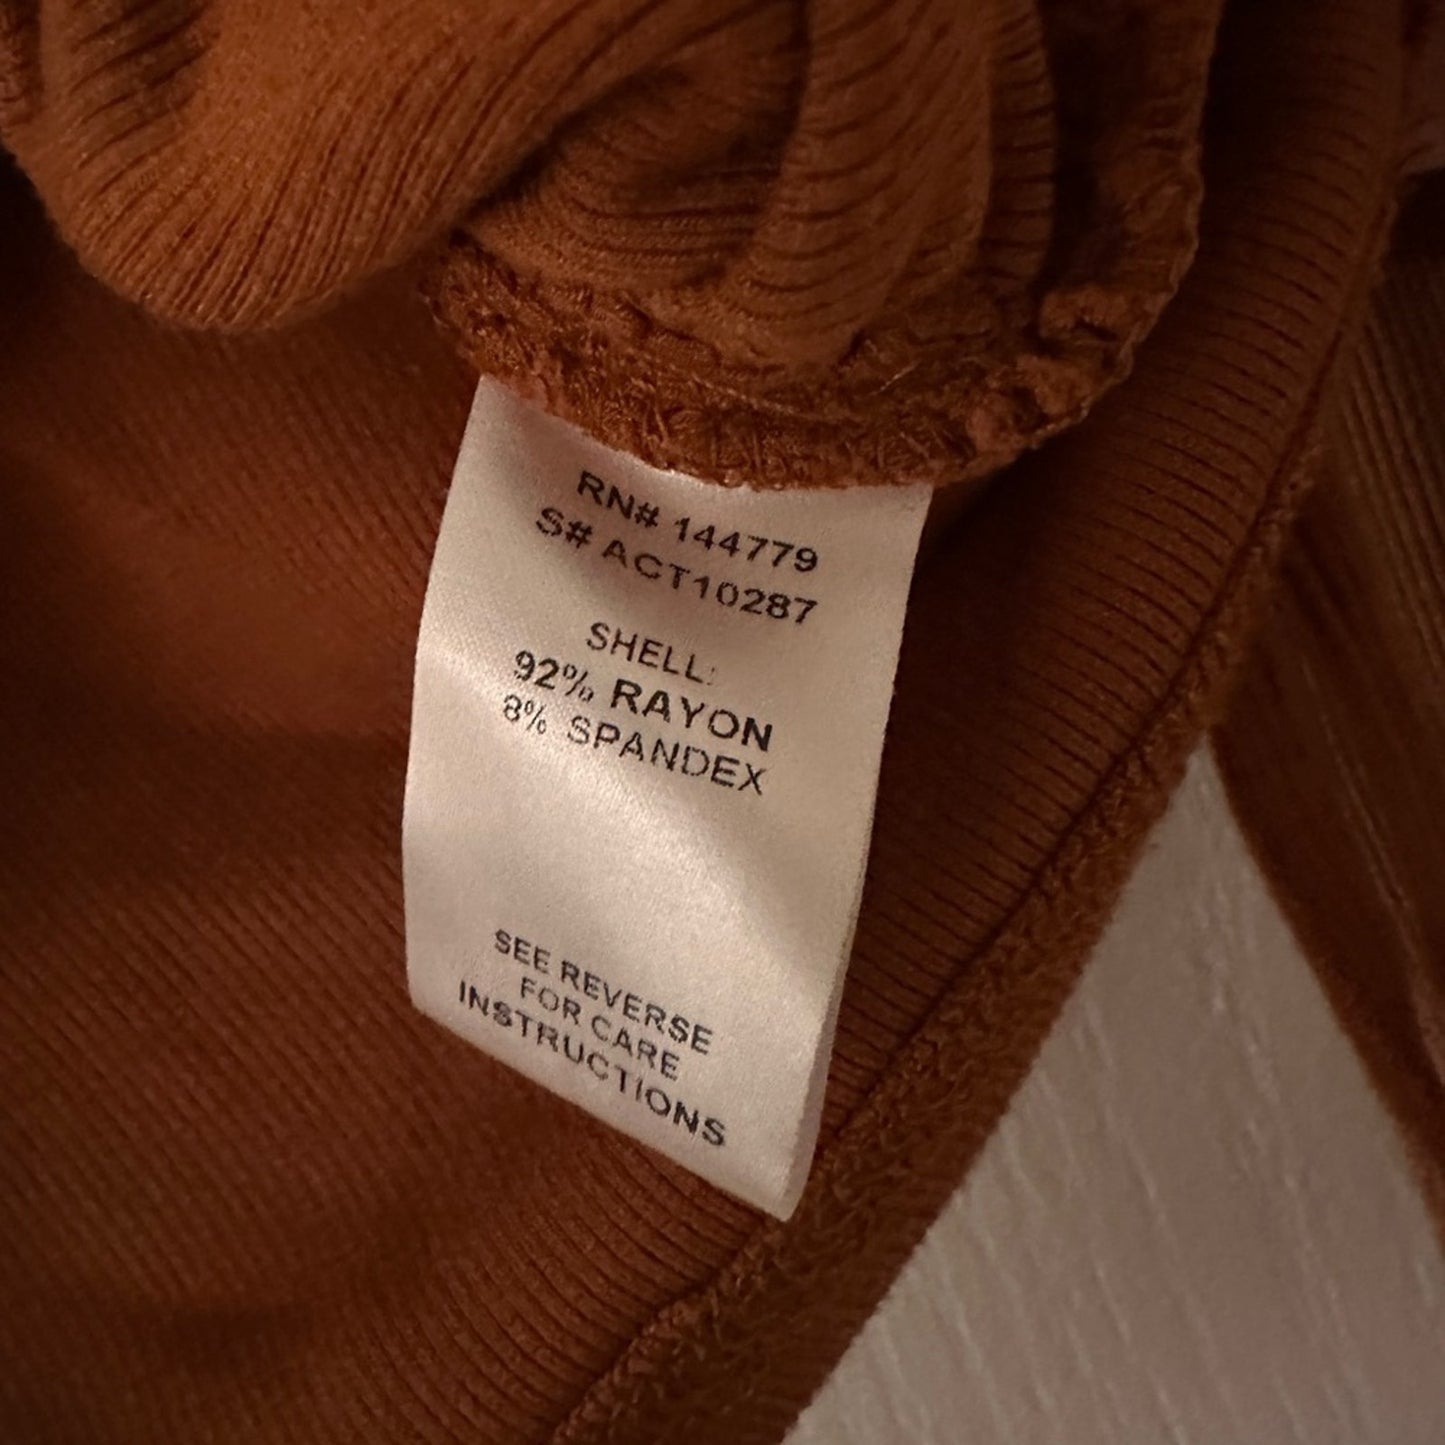 RN# 144779
S# ACT10287
SHELL:
92% RAYON
8% SPANDEX
SEE REVERSE
FOR CARE
INSTRUCTIONS